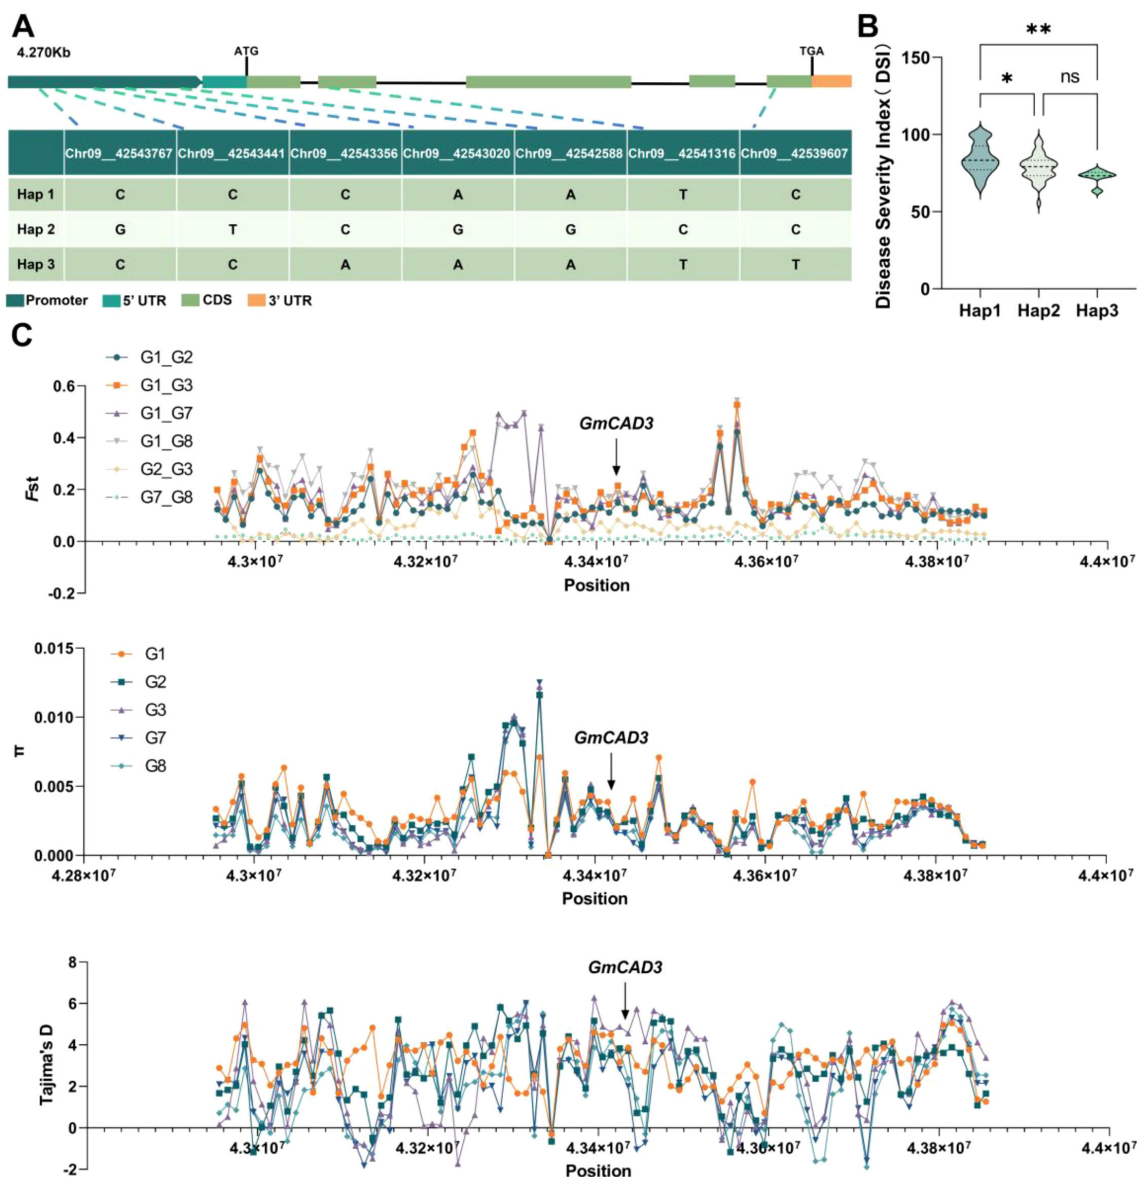 A
4.270Kb
ATG
TGA
Chr09__42543767 Chr09__42543441 Chr09__42543356 Chr09__42543020 Chr09__42542588 Chr09__42541316 Chr09__42539607
Hap 1 C C C A A T C
Hap 2 G T C G G C C
Hap 3 C C A A A T T
Promoter 5' UTR CDS 3' UTR
B
**
* ns
Disease Severity Index（DSI）
150
100
50
0
Hap1 Hap2 Hap3
C
G1_G2
G1_G3
G1_G7
G1_G8
G2_G3
G7_G8
Fst
0.6
0.4
0.2
0.0
-0.2
GmCAD3
4.3×10⁷ 4.32×10⁷ 4.34×10⁷ 4.36×10⁷ 4.38×10⁷ 4.4×10⁷
Position
G1
G2
G3
G7
G8
π
0.015
0.010
0.005
0.000
GmCAD3
4.28×10⁷ 4.3×10⁷ 4.32×10⁷ 4.34×10⁷ 4.36×10⁷ 4.38×10⁷ 4.4×10⁷
Position
Tajima's D
8
6
4
2
0
-2
GmCAD3
4.3×10⁷ 4.32×10⁷ 4.34×10⁷ 4.36×10⁷ 4.38×10⁷ 4.4×10⁷
Position